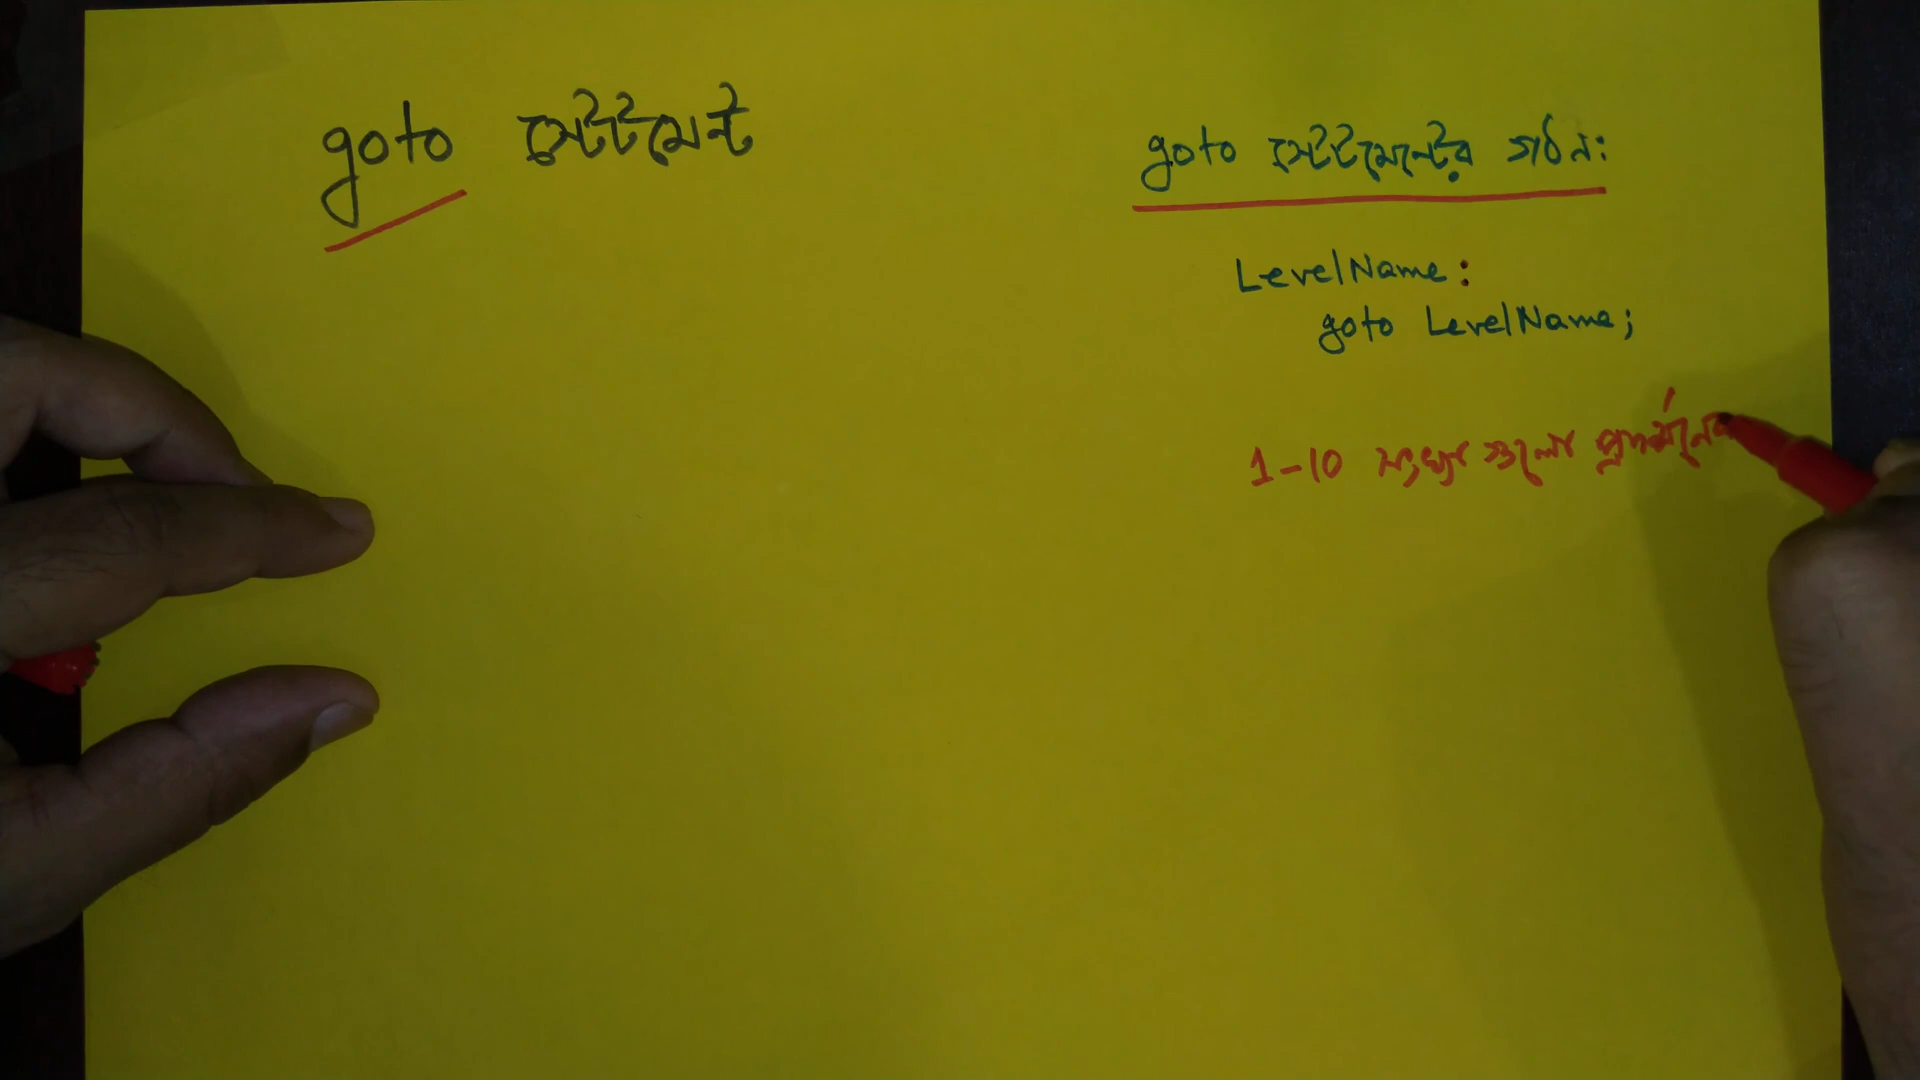 goto স্টেটমেন্ট
goto স্টেটমেন্টের গঠন:
LevelName:
goto LevelName;
1-10 সংখ্যা গুলো প্রদর্শনের